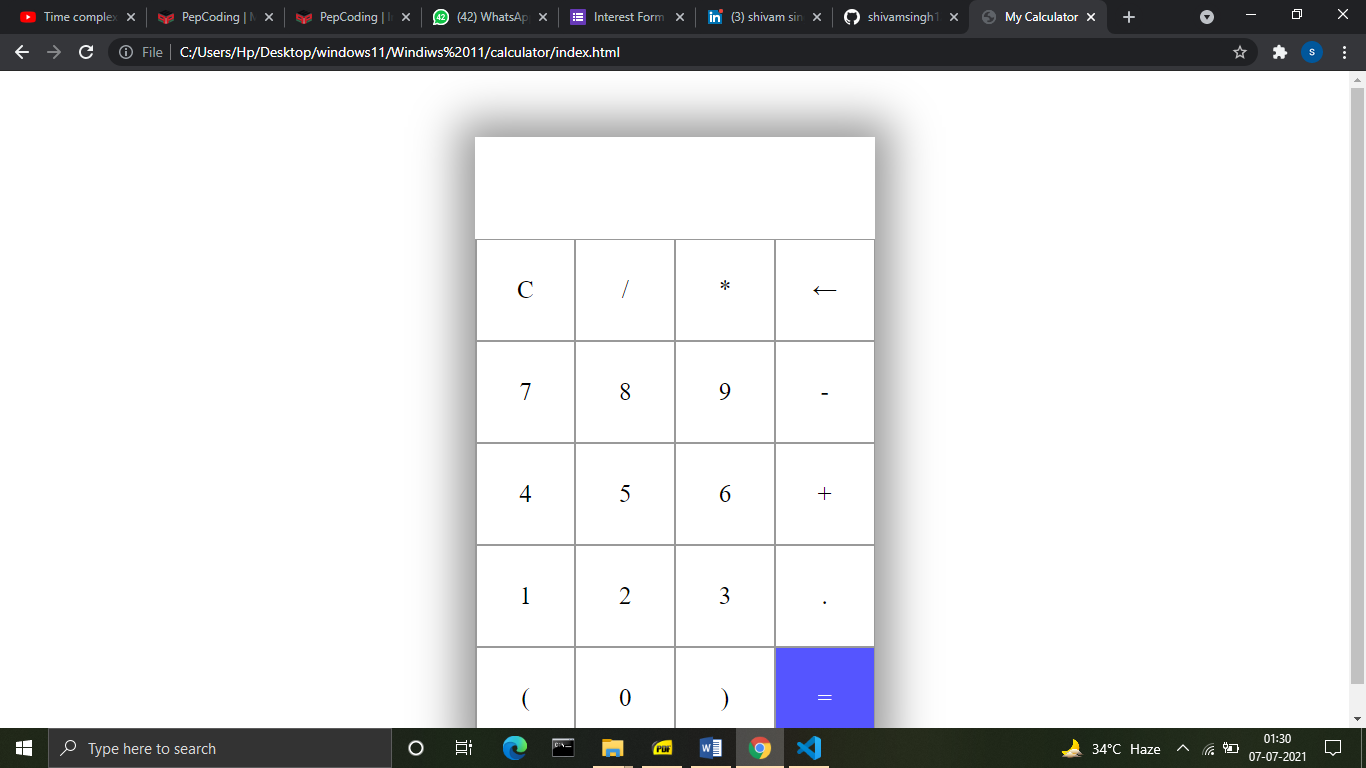 Time complex
PepCoding | N
PepCoding | I
42 (42) WhatsAp
Interest Form
(3) shivam sin
shivamsingh1
My Calculator
File C:/Users/Hp/Desktop/windows11/Windiws%2011/calculator/index.html S
C / * ←
7 8 9 -
4 5 6 +
1 2 3 .
( 0 ) =
Type here to search
PDF
34°C Haze
01:30
07-07-2021